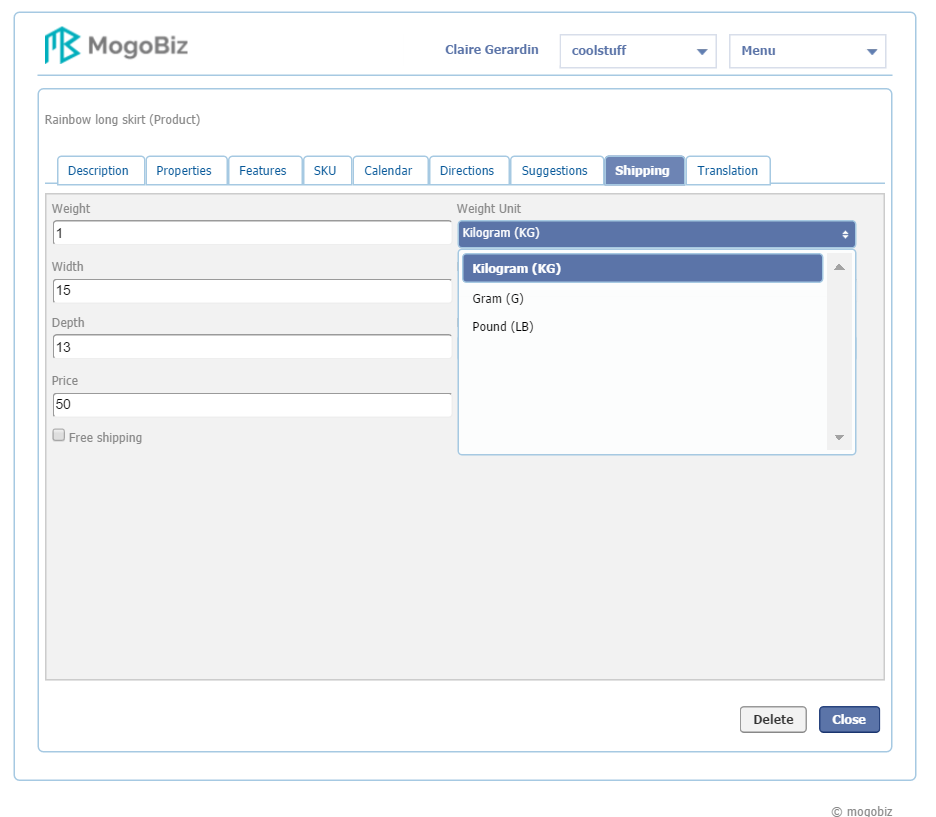 MogoBiz
Claire Gerardin coolstuff Menu
Rainbow long skirt (Product)
Description Properties Features SKU Calendar Directions Suggestions Shipping Translation
Weight Weight Unit
1 Kilogram (KG)
Kilogram (KG)
Width
15 Gram (G)
Depth Pound (LB)
13
Price
50
Free shipping
Delete Close
© mogobiz